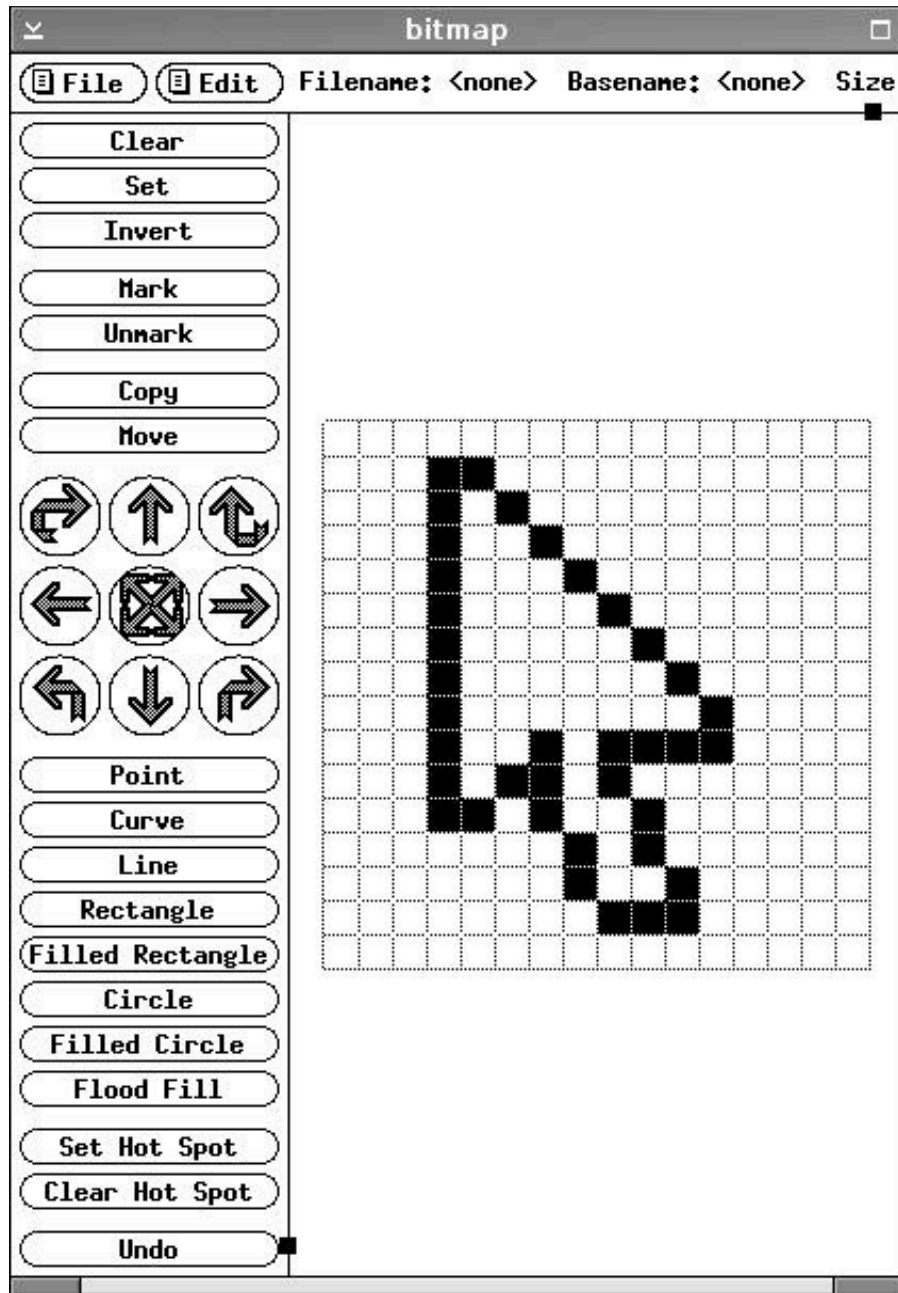 bitmap
File Edit Filename: <none> Basename: <none> Size
Clear
Set
Invert
Mark
Unmark
Copy
Move
Point
Curve
Line
Rectangle
Filled Rectangle
Circle
Filled Circle
Flood Fill
Set Hot Spot
Clear Hot Spot
Undo